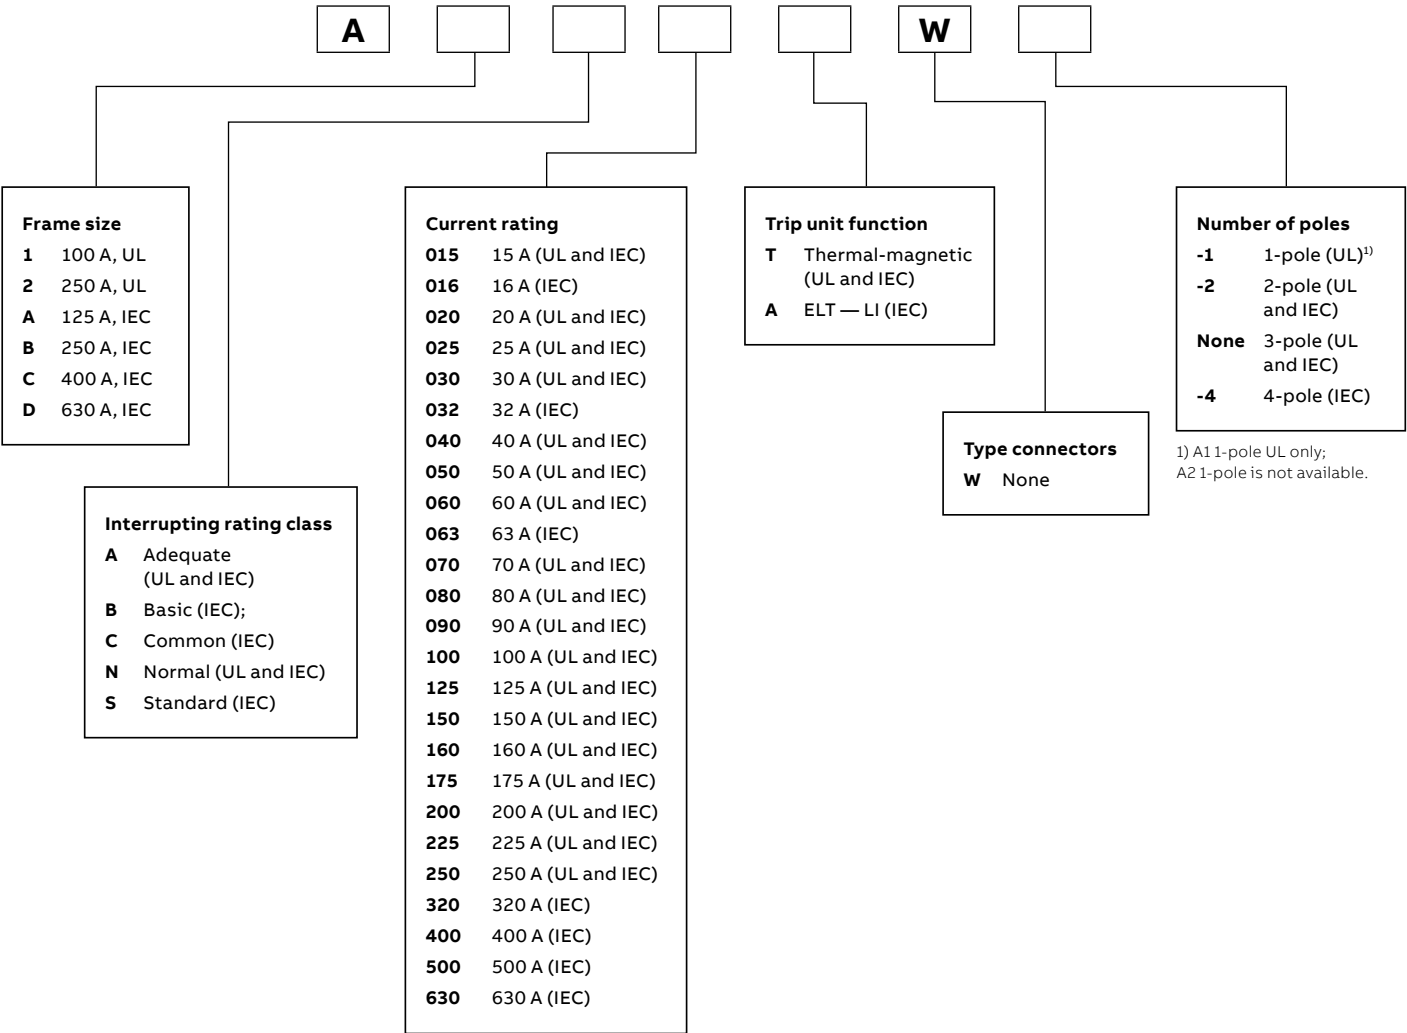 A
W
Frame size
1 100 A, UL
2 250 A, UL
A 125 A, IEC
B 250 A, IEC
C 400 A, IEC
D 630 A, IEC
Interrupting rating class
A Adequate
(UL and IEC)
B Basic (IEC);
C Common (IEC)
N Normal (UL and IEC)
S Standard (IEC)
Current rating
015 15 A (UL and IEC)
016 16 A (IEC)
020 20 A (UL and IEC)
025 25 A (UL and IEC)
030 30 A (UL and IEC)
032 32 A (IEC)
040 40 A (UL and IEC)
050 50 A (UL and IEC)
060 60 A (UL and IEC)
063 63 A (IEC)
070 70 A (UL and IEC)
080 80 A (UL and IEC)
090 90 A (UL and IEC)
100 100 A (UL and IEC)
125 125 A (UL and IEC)
150 150 A (UL and IEC)
160 160 A (UL and IEC)
175 175 A (UL and IEC)
200 200 A (UL and IEC)
225 225 A (UL and IEC)
250 250 A (UL and IEC)
320 320 A (IEC)
400 400 A (IEC)
500 500 A (IEC)
630 630 A (IEC)
Trip unit function
T Thermal-magnetic
(UL and IEC)
A ELT — LI (IEC)
Type connectors
W None
Number of poles
-1 1-pole (UL)1)
-2 2-pole (UL
and IEC)
None 3-pole (UL
and IEC)
-4 4-pole (IEC)
1) A1 1-pole UL only;
A2 1-pole is not available.